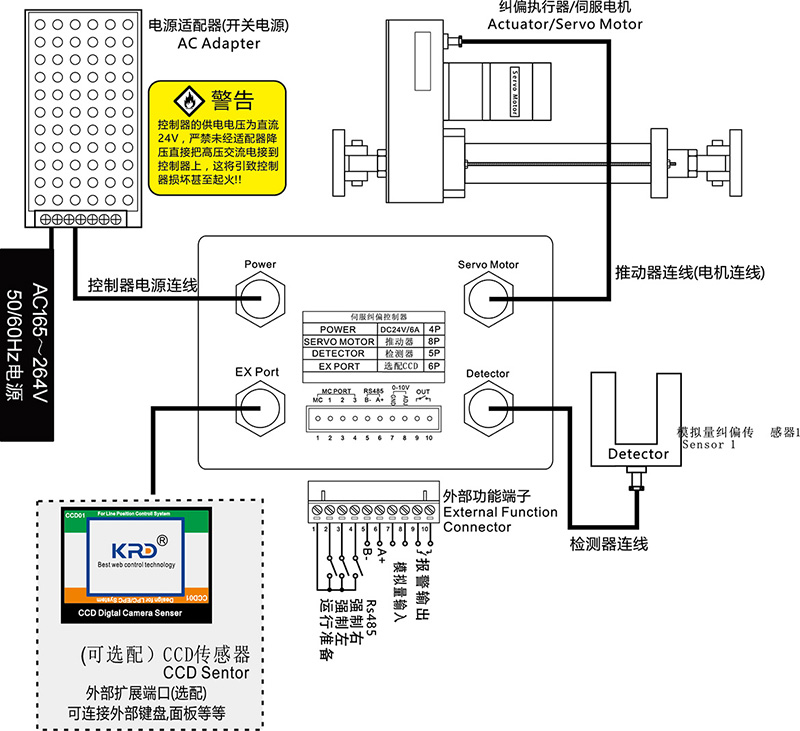 电源适配器(开关电源)
AC Adapter
纠偏执行器/伺服电机
Actuator/Servo Motor
Servo Motor
警告
控制器的供电电压为直流
24V，严禁未经适配器降
压直接把高压交流电接到
控制器上，这将引致控制
器损坏甚至起火!!
AC165～264V
50/60Hz电源
控制器电源连线
推动器连线(电机连线)
Power
Servo Motor
伺服纠偏控制器
POWER DC24V/6A 4P
SERVO MOTOR 推动器 8P
DETECTOR 检测器 5P
EX PORT 选配CCD 6P
EX Port
Detector
MC PORT RS485 0-10V OUT
MC 1 2 3 B- A+ GND AD2
1 2 3 4 5 6 7 8 9 10
Detector
模拟量纠偏传 感器1
Sensor 1
检测器连线
外部功能端子
External Function
Connector
1 2 3 4 5 6 7 8 9 10
B-
A+
模拟量输入
报警输出
Rs485
强制右
强制左
运行准备
CCD01
For Line Position Controll System
KRD®
Best web control technology
Design for LPC/EPC System
CCD01
CCD Digtal Camera Senser
(可选配）CCD传感器
CCD Sentor
外部扩展端口(选配)
可连接外部键盘,面板等等